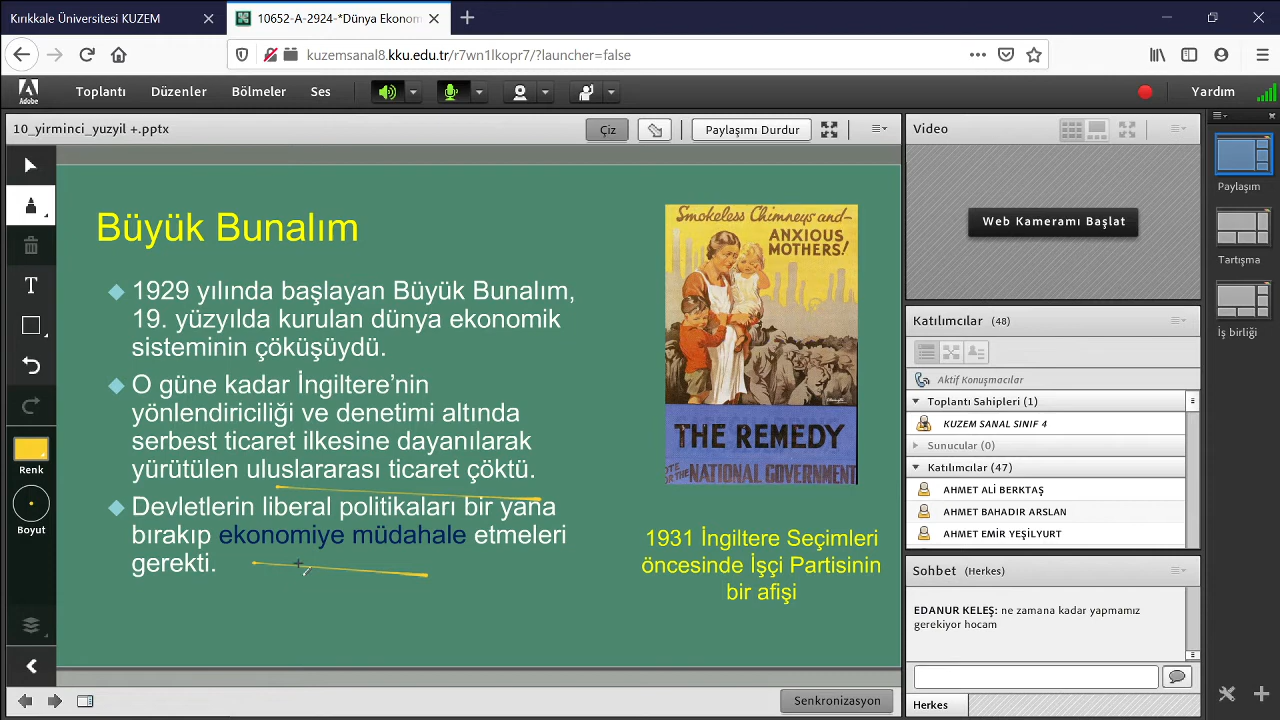 Kırıkkale Üniversitesi KUZEM
10652-A-2924-*Dünya Ekonom
kuzemsanal8.kku.edu.tr/r7wn1lkopr7/?launcher=false
Adobe
Toplantı
Düzenler
Bölmeler
Ses
Yardım
10_yirminci_yuzyil +.pptx
Çiz
Paylaşımı Durdur
Renk
Boyut
Büyük Bunalım
1929 yılında başlayan Büyük Bunalım,
19. yüzyılda kurulan dünya ekonomik
sisteminin çöküşüydü.
O güne kadar İngiltere’nin
yönlendiriciliği ve denetimi altında
serbest ticaret ilkesine dayanılarak
yürütülen uluslararası ticaret çöktü.
Devletlerin liberal politikaları bir yana
bırakıp ekonomiye müdahale etmeleri
gerekti.
Smokeless Chimneys and-
ANXIOUS
MOTHERS!
THE REMEDY
NATIONAL GOVERNMENT
1931 İngiltere Seçimleri
öncesinde İşçi Partisinin
bir afişi
Senkronizasyon
Video
Web Kameramı Başlat
Katılımcılar (48)
Aktif Konuşmacılar
Toplantı Sahipleri (1)
KUZEM SANAL SINIF 4
Sunucular (0)
Katılımcılar (47)
AHMET ALİ BERKTAŞ
AHMET BAHADIR ARSLAN
AHMET EMİR YEŞİLYURT
Sohbet (Herkes)
EDANUR KELEŞ: ne zamana kadar yapmamız
gerekiyor hocam
Herkes
Paylaşım
Tartışma
İş birliği